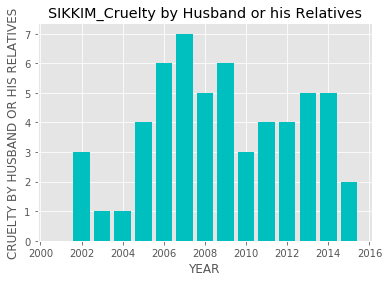 SIKKIM_Cruelty by Husband or his Relatives
CRUELTY BY HUSBAND OR HIS RELATIVES
7
6
5
4
3
2
1
0
2000 2002 2004 2006 2008 2010 2012 2014 2016
YEAR